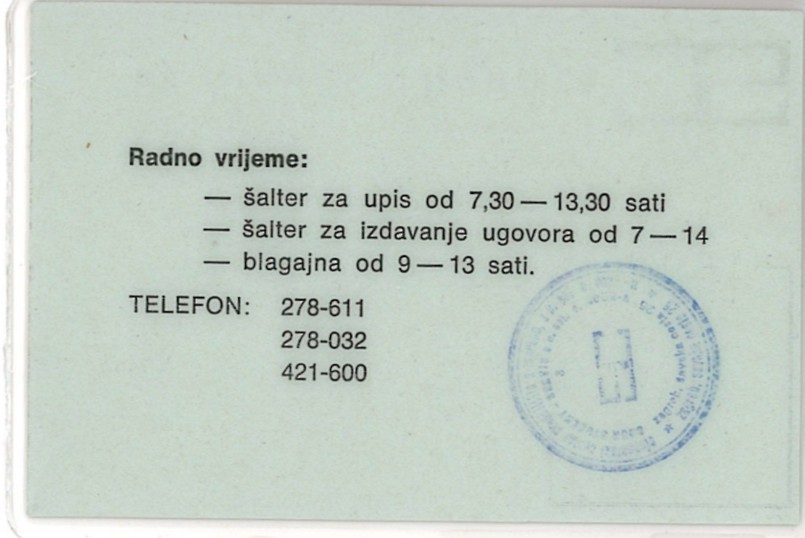 Radno vrijeme:
— šalter za upis od 7,30 — 13,30 sati
— šalter za izdavanje ugovora od 7 — 14
— blagajna od 9 — 13 sati.
TELEFON: 278-611
278-032
421-600